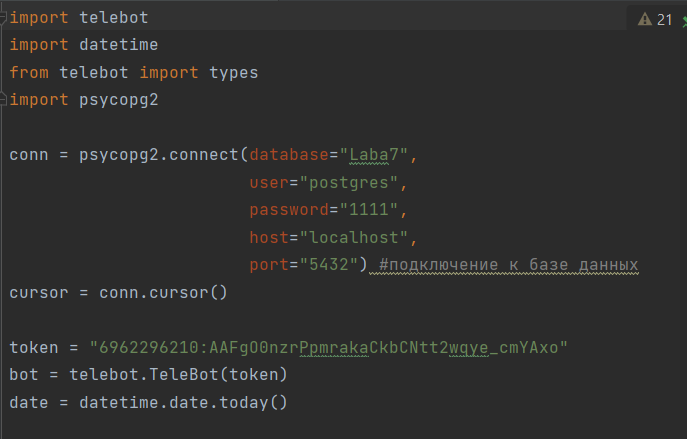 import telebot
import datetime
from telebot import types
import psycopg2
conn = psycopg2.connect(database="Laba7",
user="postgres",
password="1111",
host="localhost",
port="5432") #подключение к базе данных
cursor = conn.cursor()
token = "6962296210:AAFgO0nzrPpmrakaCkbCNtt2wqye_cmYAxo"
bot = telebot.TeleBot(token)
date = datetime.date.today()
21